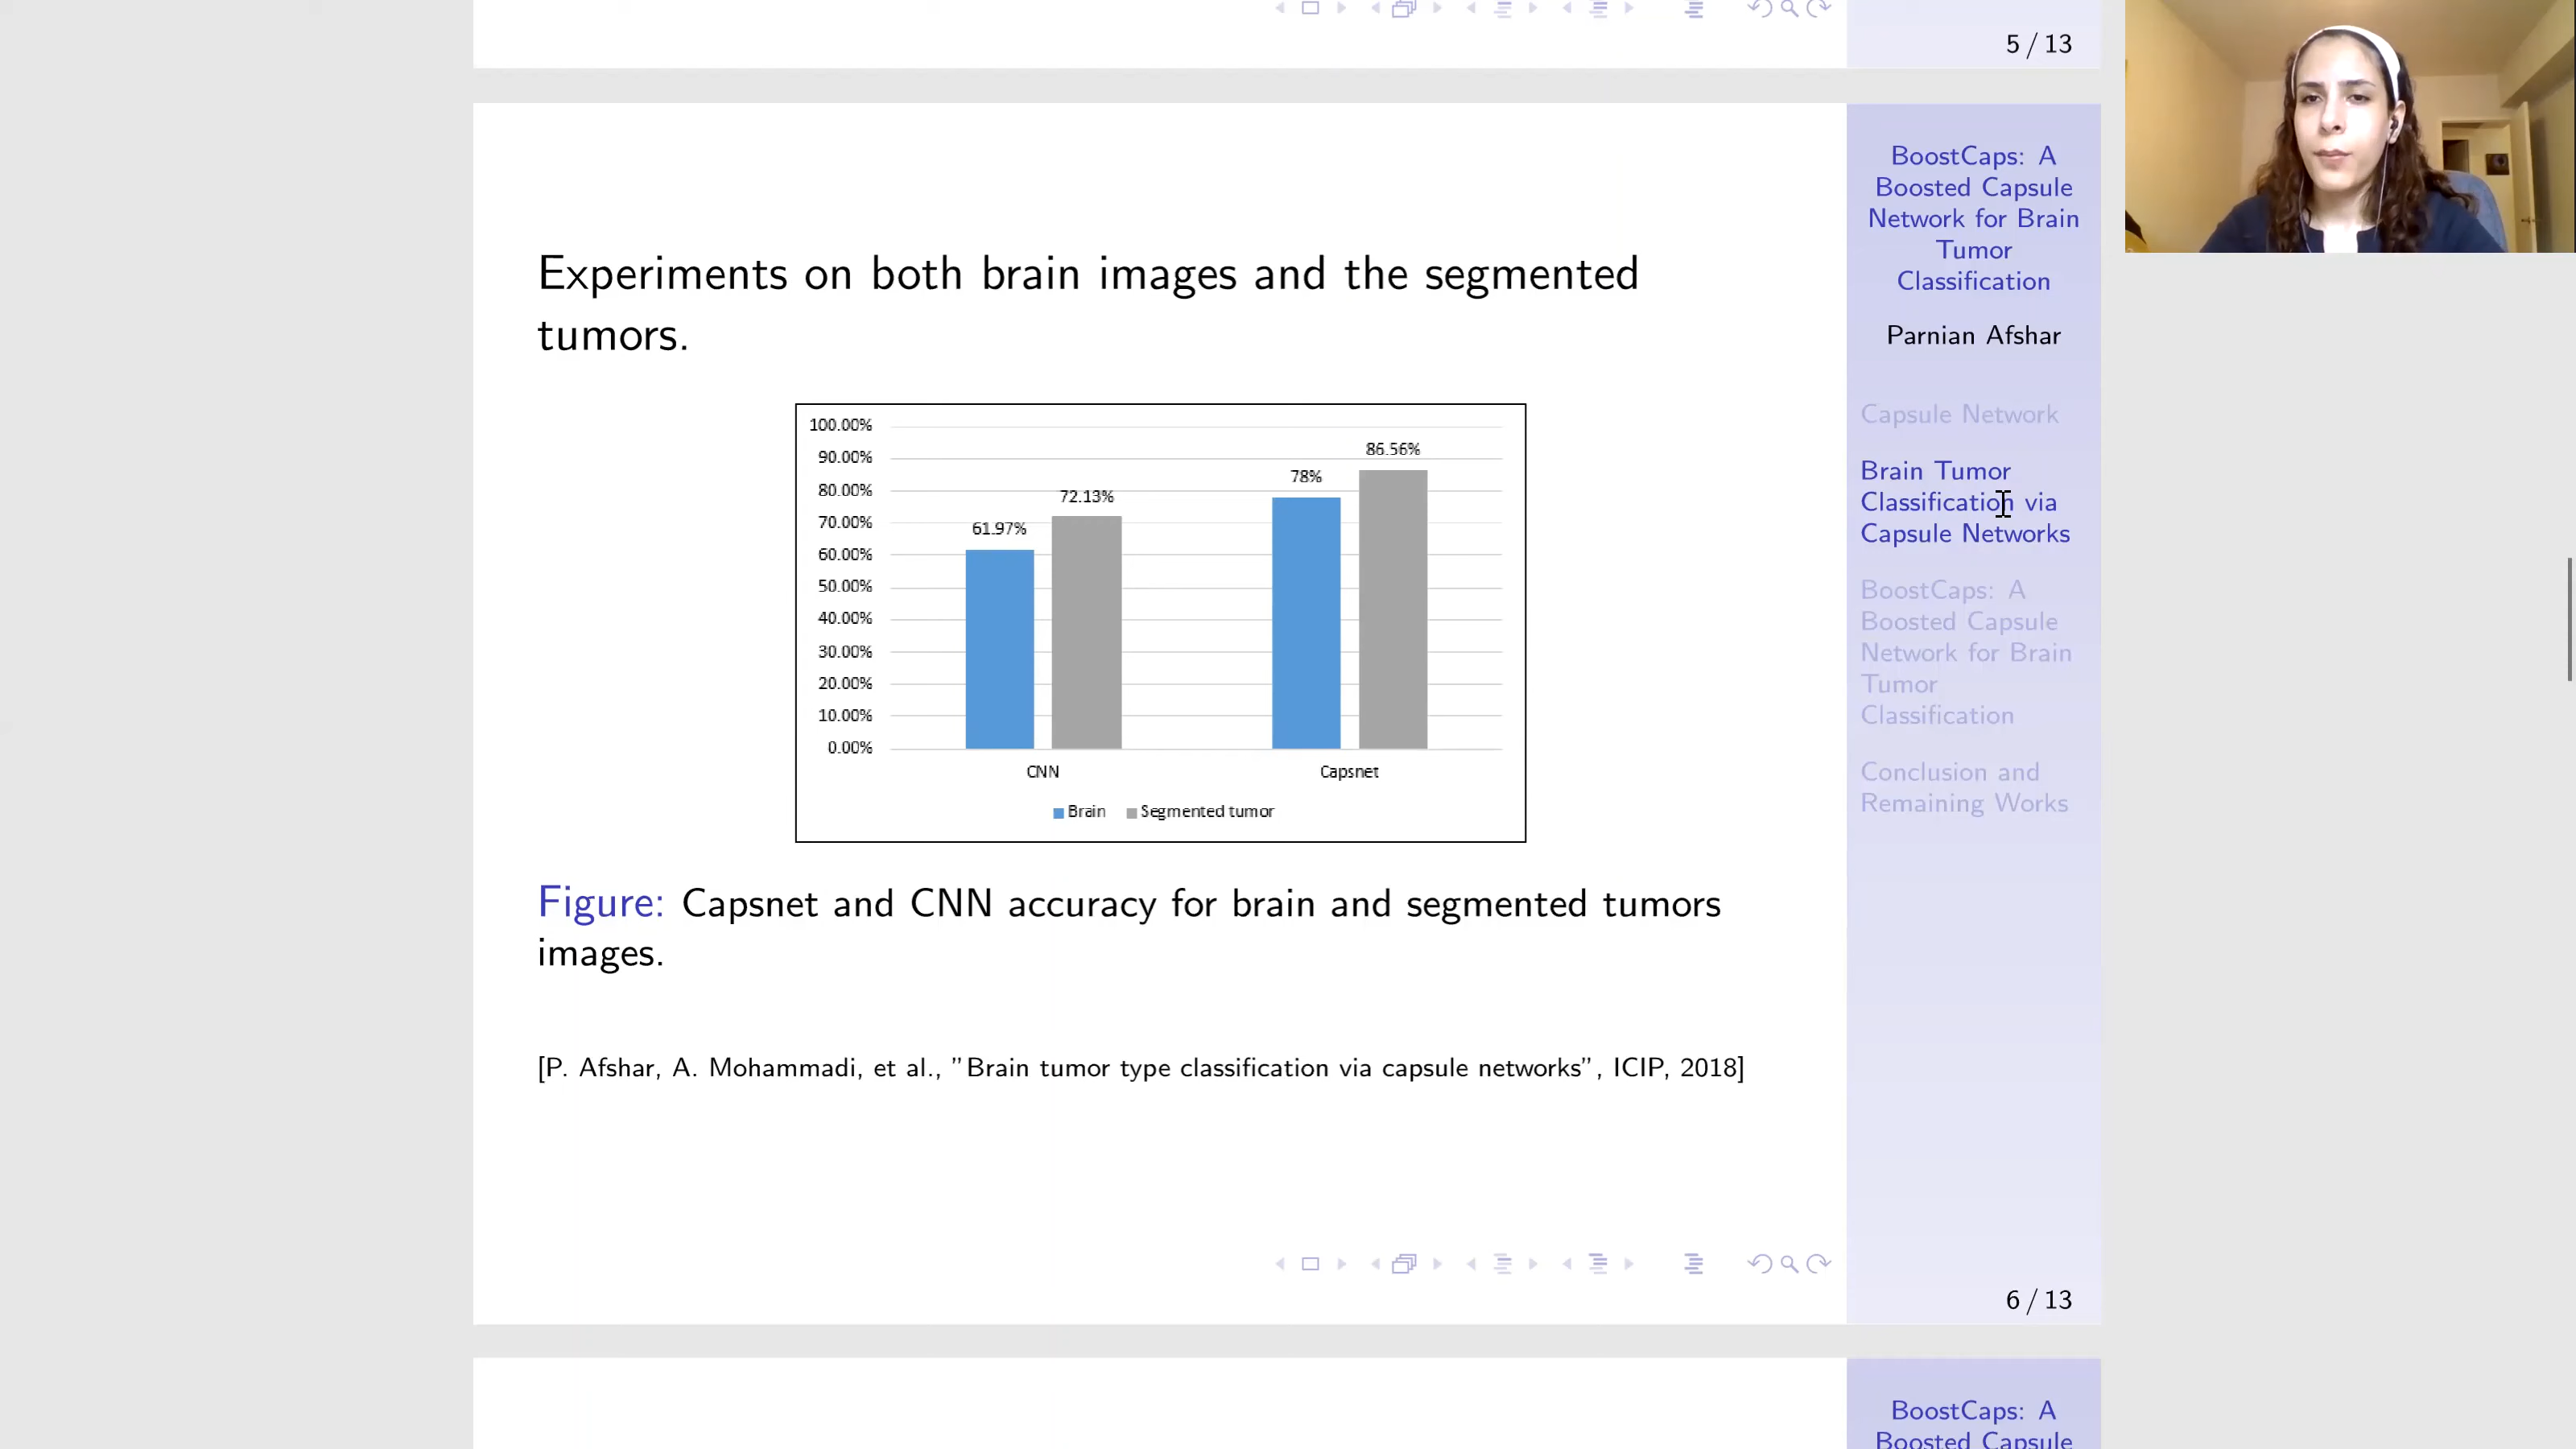 5 / 13
Experiments on both brain images and the segmented
tumors.
100.00%
90.00%
80.00%
70.00%
60.00%
50.00%
40.00%
30.00%
20.00%
10.00%
0.00%
61.97%
72.13%
78%
86.56%
CNN
Capsnet
Brain
Segmented tumor
Figure: Capsnet and CNN accuracy for brain and segmented tumors
images.
[P. Afshar, A. Mohammadi, et al., ”Brain tumor type classification via capsule networks”, ICIP, 2018]
BoostCaps: A
Boosted Capsule
Network for Brain
Tumor
Classification
Parnian Afshar
Capsule Network
Brain Tumor
Classification via
Capsule Networks
BoostCaps: A
Boosted Capsule
Network for Brain
Tumor
Classification
Conclusion and
Remaining Works
6 / 13
BoostCaps: A
Boosted Capsule